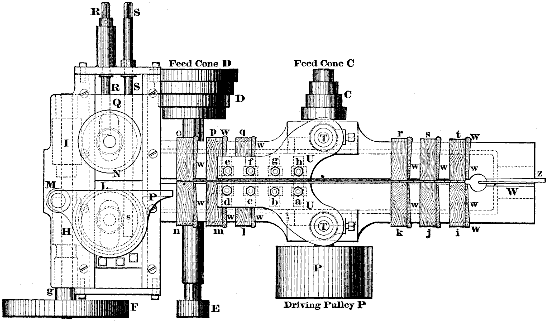 R S
Feed Cone D
Feed Cone C
R S
D
C
Q
I
o p w q
r s t w
T
w
e f g h
U
N
w
w
M
L
P
W
z
s
d c b a
U
H
w
w
n m w l w
k j i w
T
g
F
E
P
Driving Pulley P